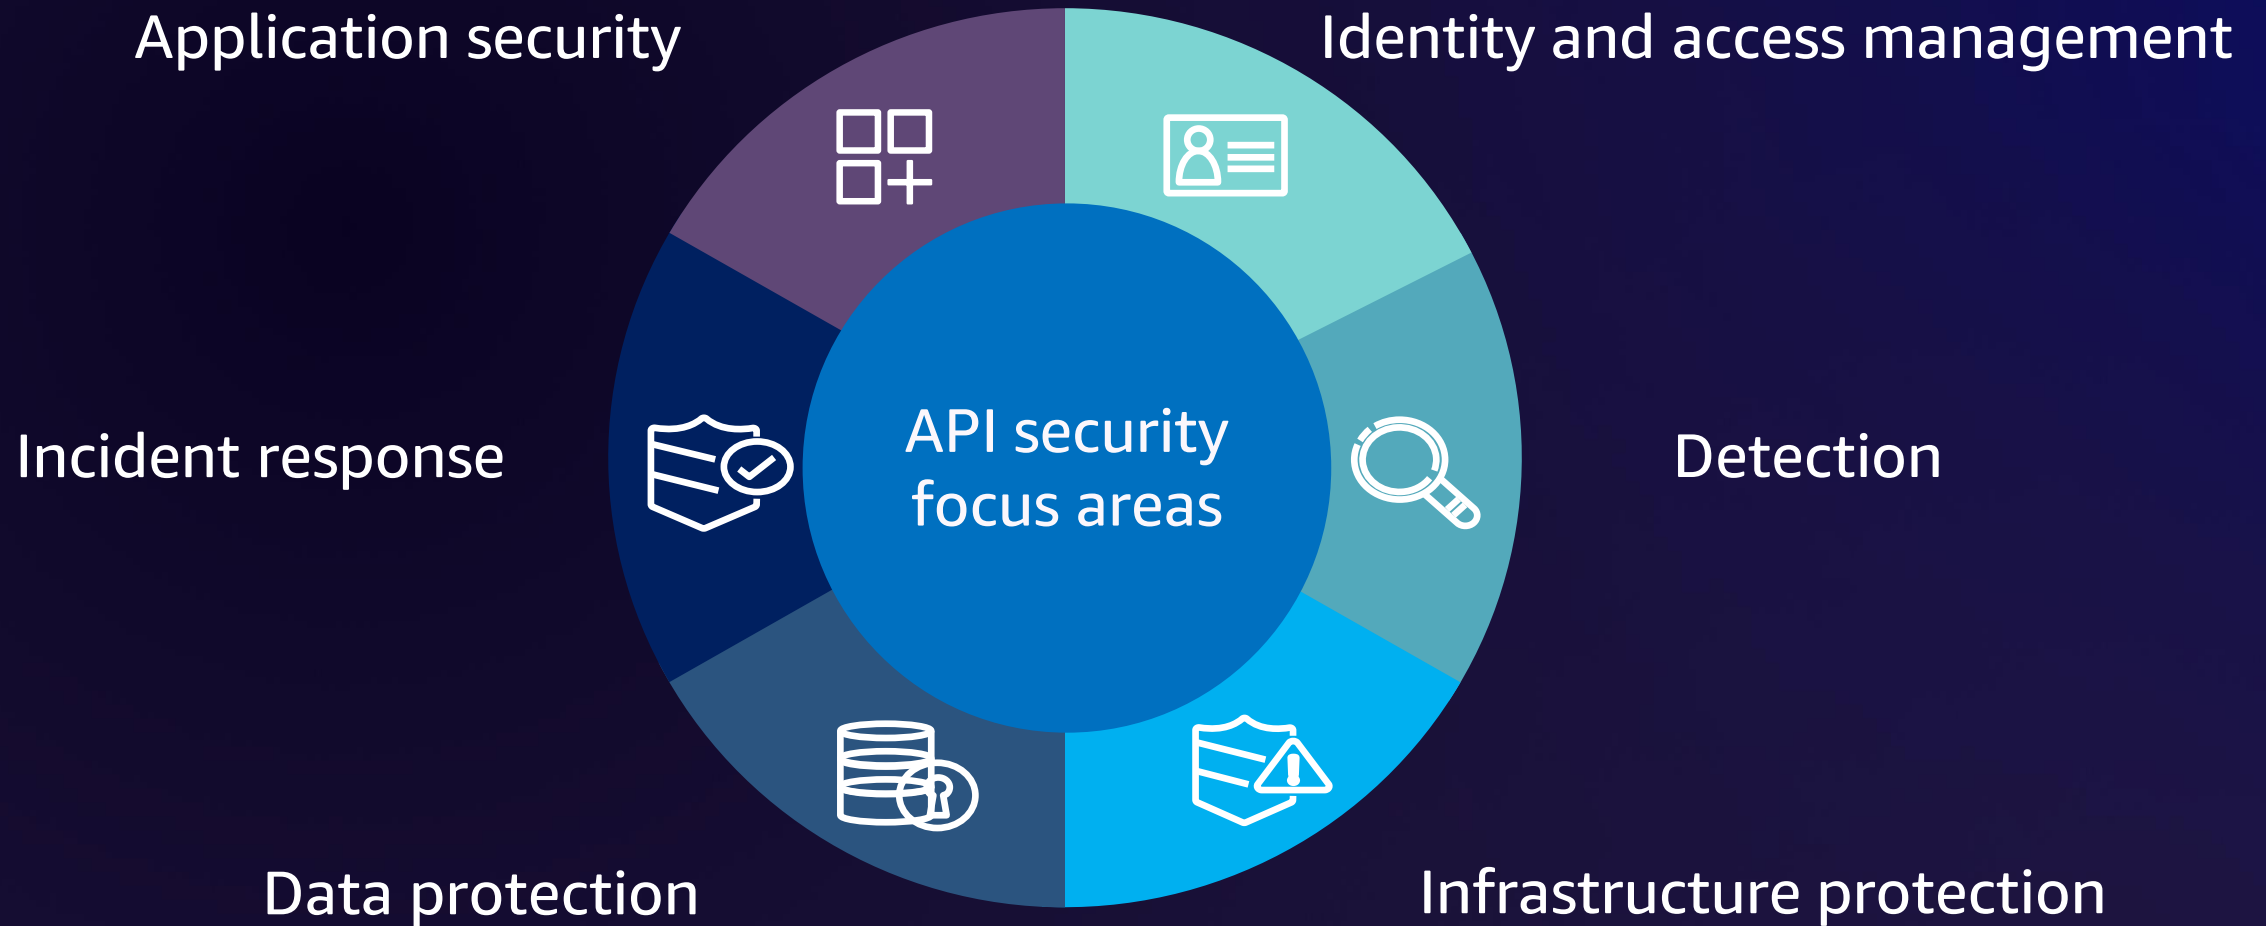 Application security
Identity and access management
Incident response
API security
focus areas
Detection
Data protection
Infrastructure protection